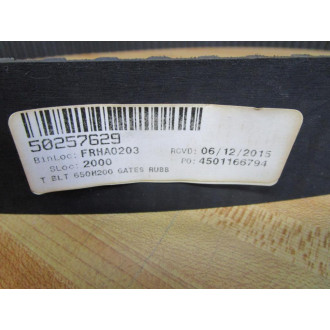 50257629
BinLoc: FRHA0203 RCVD: 06/12/2015
SLoc: 2000 PO: 4501166794
T BLT 650H200 GATES RUBB